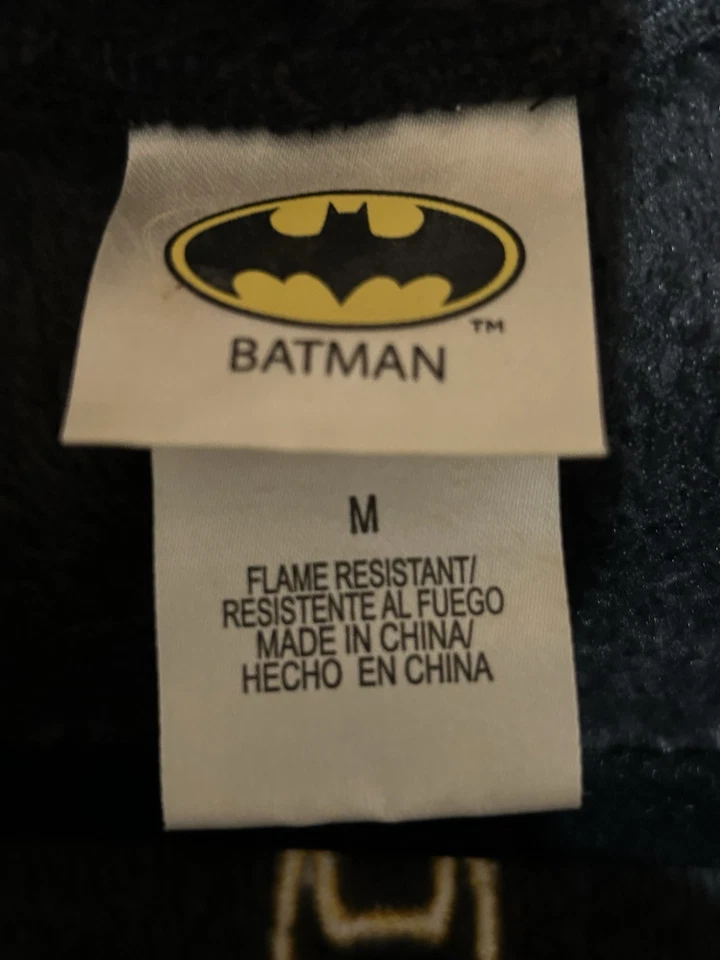 TM
BATMAN
M
FLAME RESISTANT/
RESISTENTE AL FUEGO
MADE IN CHINA/
HECHO EN CHINA